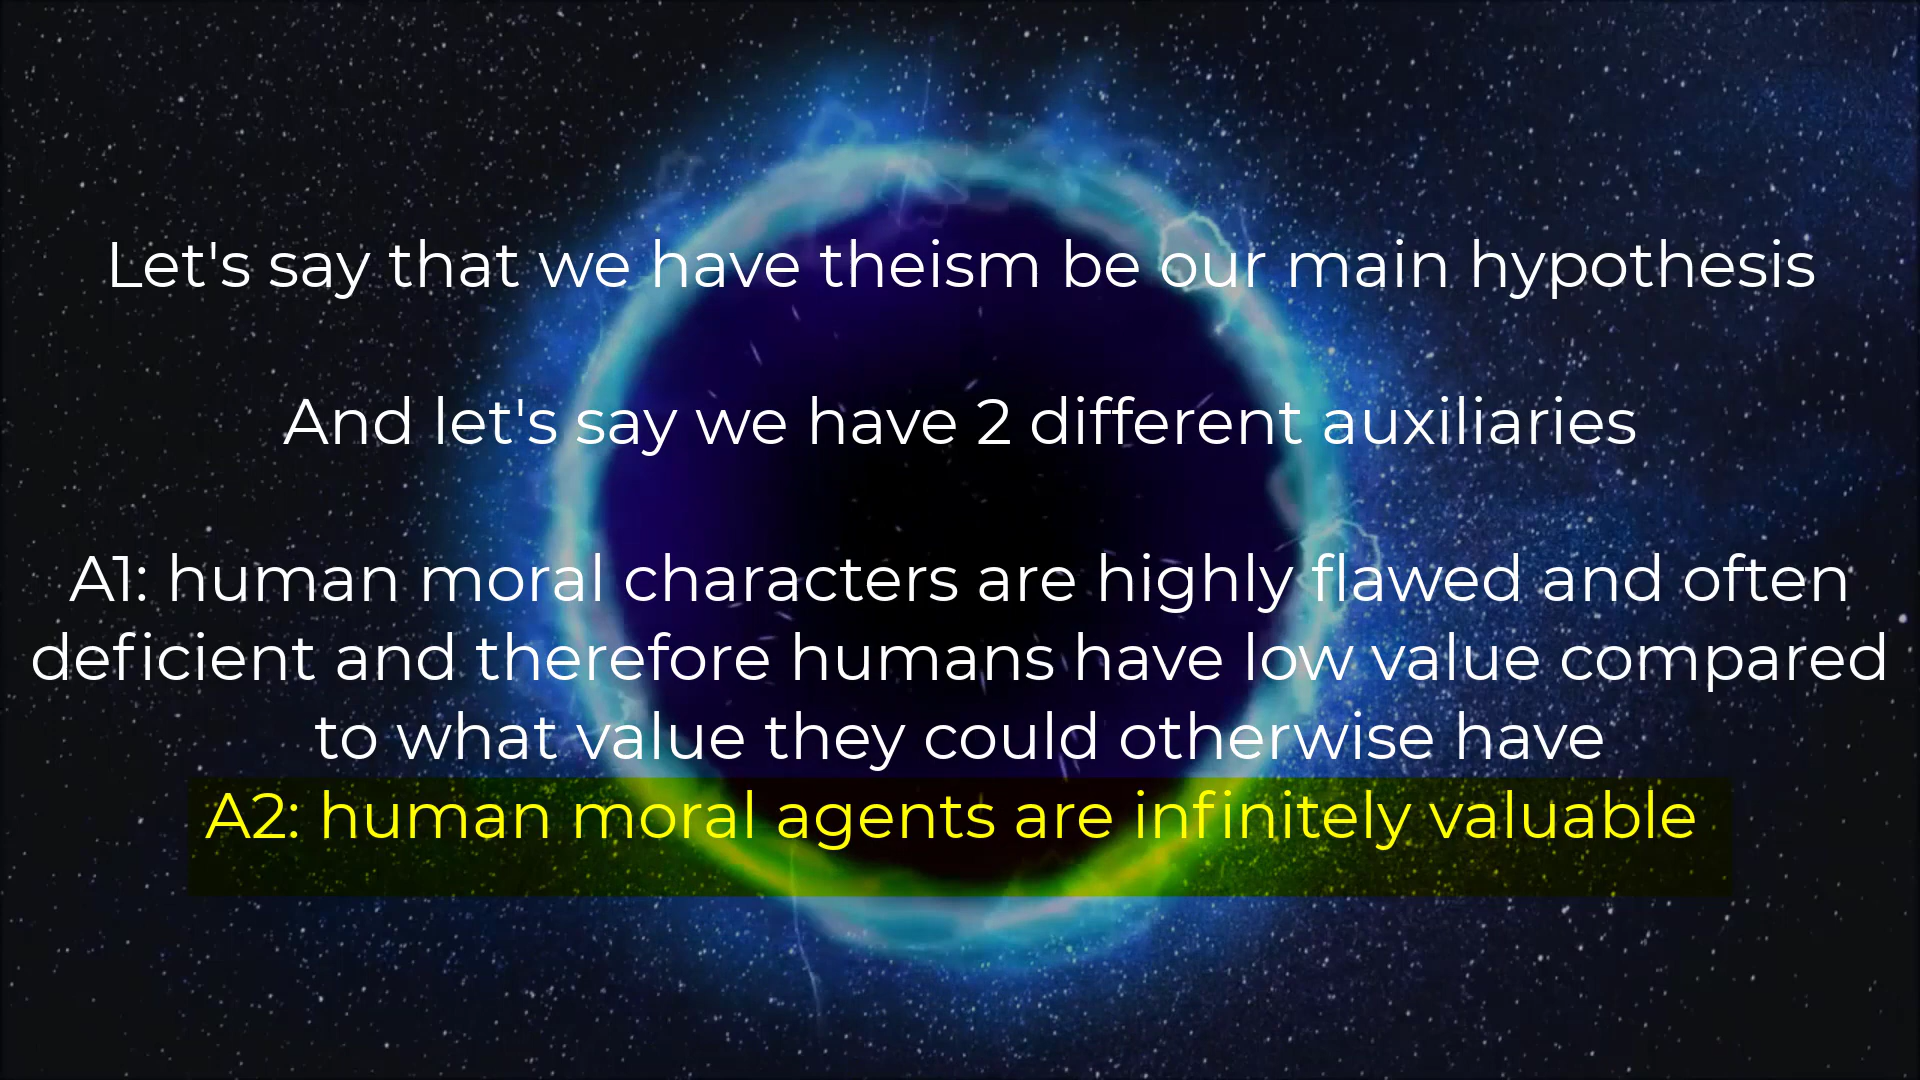 Let's say that we have theism be our main hypothesis
And let's say we have 2 different auxiliaries
A1: human moral characters are highly flawed and often
deficient and therefore humans have low value compared
to what value they could otherwise have
A2: human moral agents are infinitely valuable